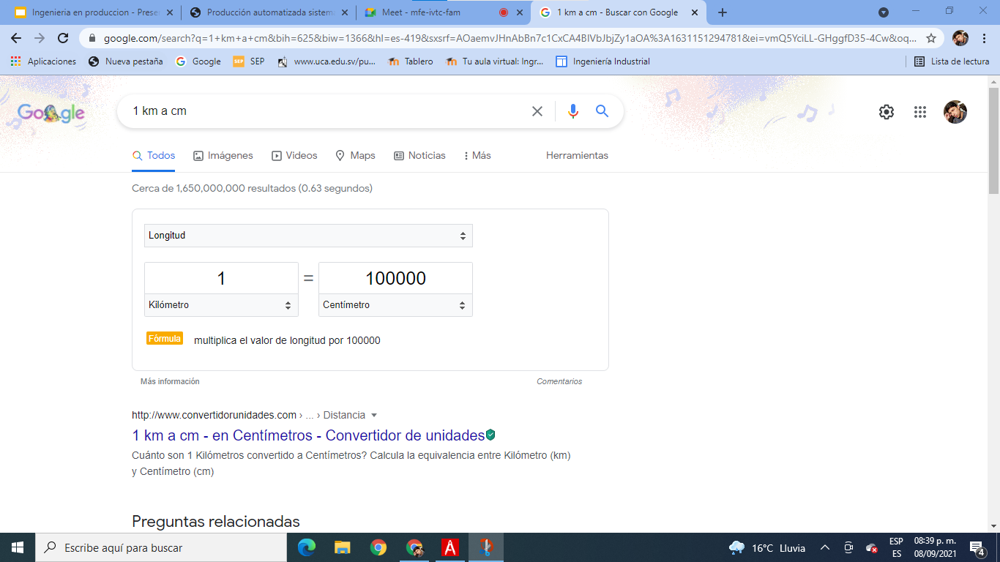 Ingenieria en produccion - Prese
Producción automatizada sistema
Meet - mfe-ivtc-fam
1 km a cm - Buscar con Google
google.com/search?q=1+km+a+cm&bih=625&biw=1366&hl=es-419&sxsrf=AOaemvJHnAbBn7c1CxCA4BIVbJbjZy1aOA%3A1631151294781&ei=vmQ5YciLL-GHggfD35-4Cw&oq...
Aplicaciones
Nueva pestaña
Google
SEP
SEP
www.uca.edu.sv/pu...
Tablero
Tu aula virtual: Ingr...
Ingeniería Industrial
Lista de lectura
Google
1 km a cm
Todos
Imágenes
Videos
Maps
Noticias
Más
Herramientas
Cerca de 1,650,000,000 resultados (0.63 segundos)
Longitud
1 = 100000
Kilómetro
Centímetro
Fórmula multiplica el valor de longitud por 100000
Más información
Comentarios
http://www.convertidorunidades.com › ... › Distancia
1 km a cm - en Centímetros - Convertidor de unidades
Cuánto son 1 Kilómetros convertido a Centímetros? Calcula la equivalencia entre Kilómetro (km)
y Centímetro (cm)
Preguntas relacionadas
Escribe aquí para buscar
16°C Lluvia
ESP
ES
08:39 p. m.
08/09/2021
4